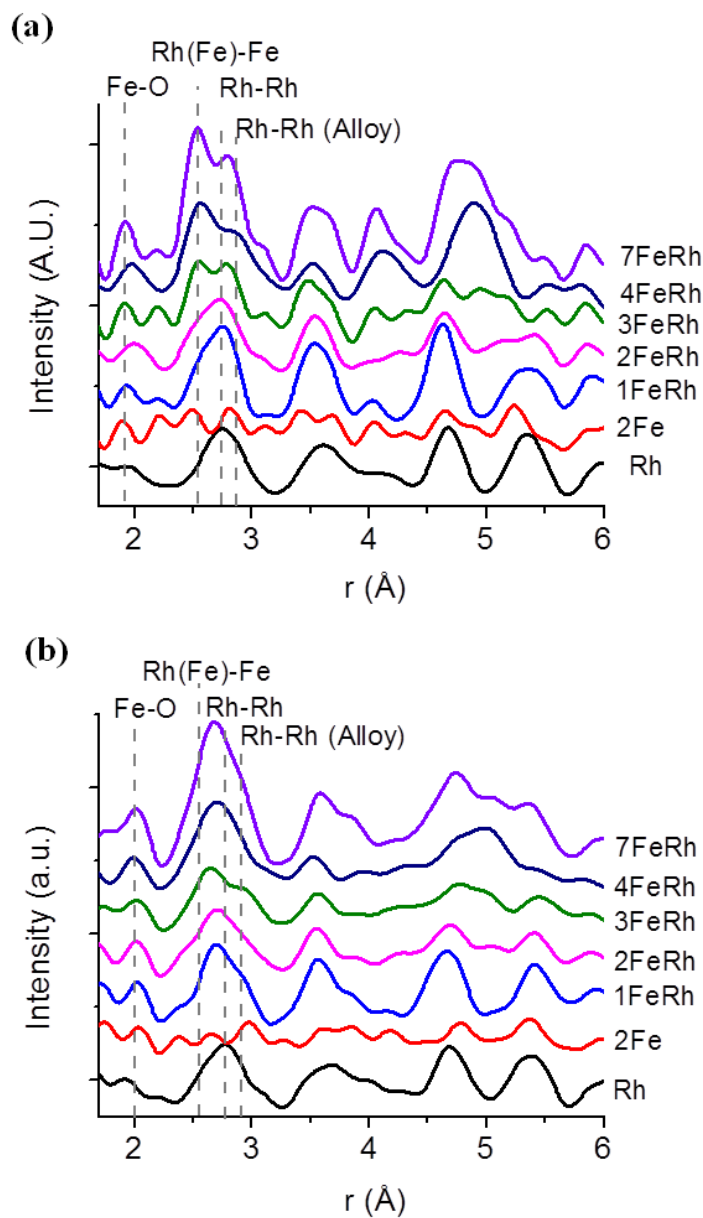 (a)
Rh(Fe)-Fe
Fe-O
Rh-Rh
Rh-Rh (Alloy)
Intensity (A.U.)
7FeRh
4FeRh
3FeRh
2FeRh
1FeRh
2Fe
Rh
2 3 4 5 6
r (Å)
(b)
Rh(Fe)-Fe
Fe-O Rh-Rh
Rh-Rh (Alloy)
Intensity (a.u.)
7FeRh
4FeRh
3FeRh
2FeRh
1FeRh
2Fe
Rh
2 3 4 5 6
r (Å)